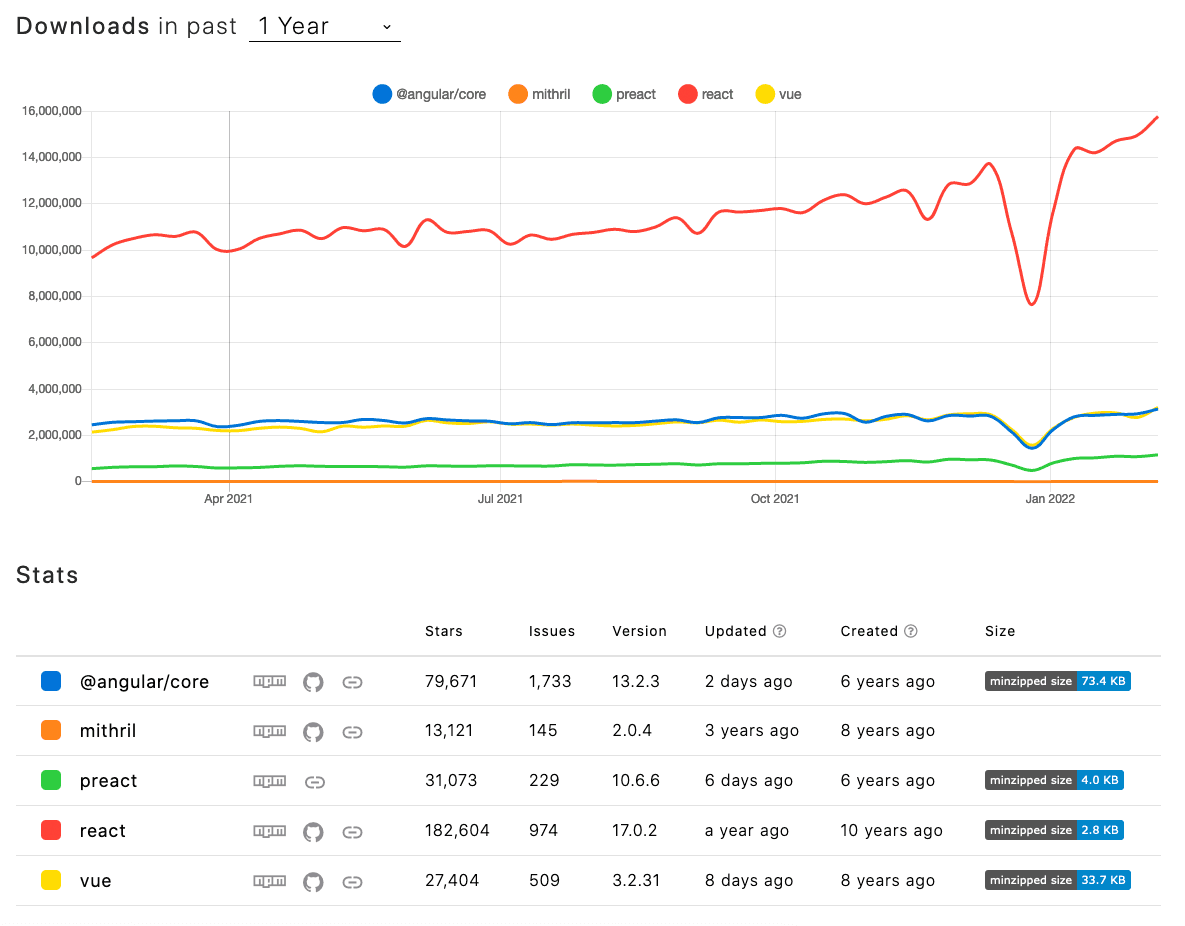 Downloads in past 1 Year
@angular/core mithril preact react vue
16,000,000
14,000,000
12,000,000
10,000,000
8,000,000
6,000,000
4,000,000
2,000,000
0
Apr 2021 Jul 2021 Oct 2021 Jan 2022
Stats
Stars Issues Version Updated ? Created ? Size
@angular/core npm 79,671 1,733 13.2.3 2 days ago 6 years ago minzipped size 73.4 KB
mithril npm 13,121 145 2.0.4 3 years ago 8 years ago
preact npm 31,073 229 10.6.6 6 days ago 6 years ago minzipped size 4.0 KB
react npm 182,604 974 17.0.2 a year ago 10 years ago minzipped size 2.8 KB
vue npm 27,404 509 3.2.31 8 days ago 8 years ago minzipped size 33.7 KB